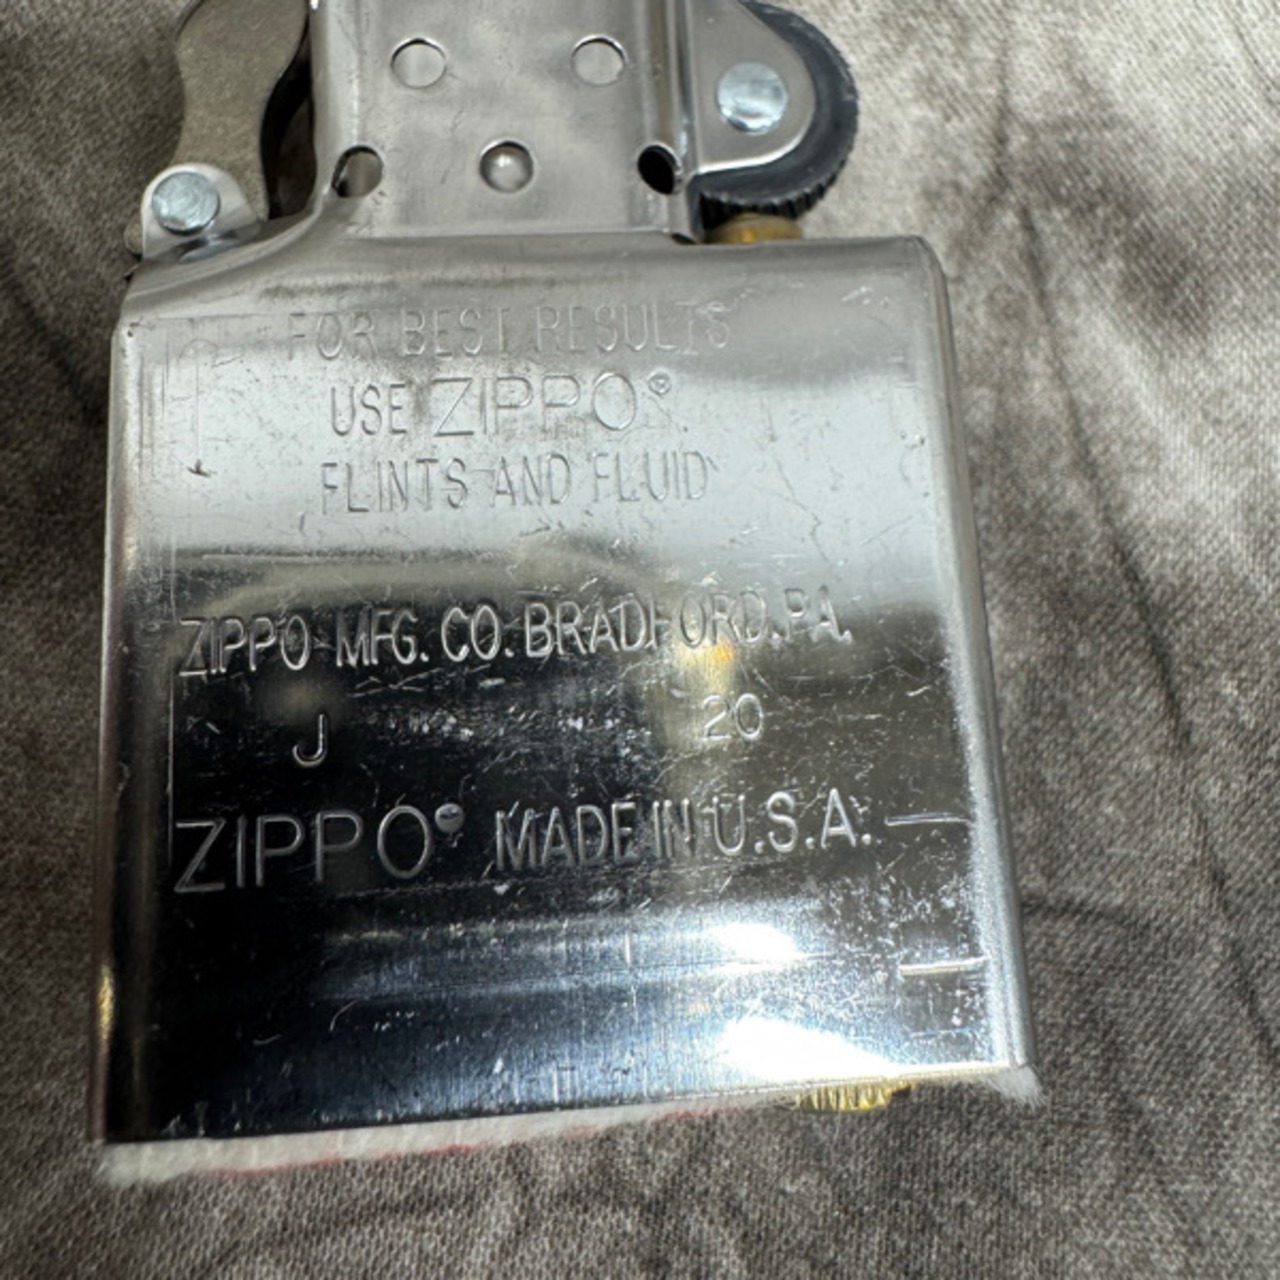 FOR BEST RESULTS
USE ZIPPO®
FLINTS AND FLUID
ZIPPO MFG. CO. BRADFORD, PA.
J 20
ZIPPO® MADE IN U.S.A.